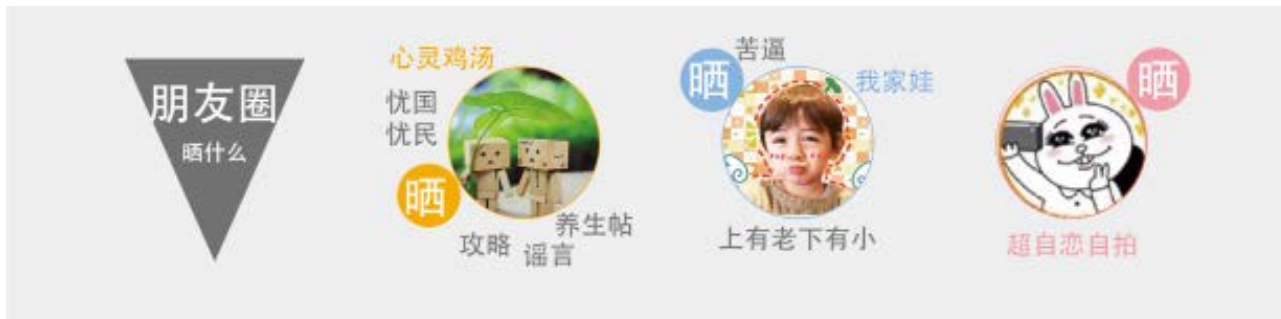 朋友圈
晒什么
心灵鸡汤
忧国
忧民
晒
攻略
谣言
养生帖
晒
苦逼
我家娃
上有老下有小
晒
超自恋自拍